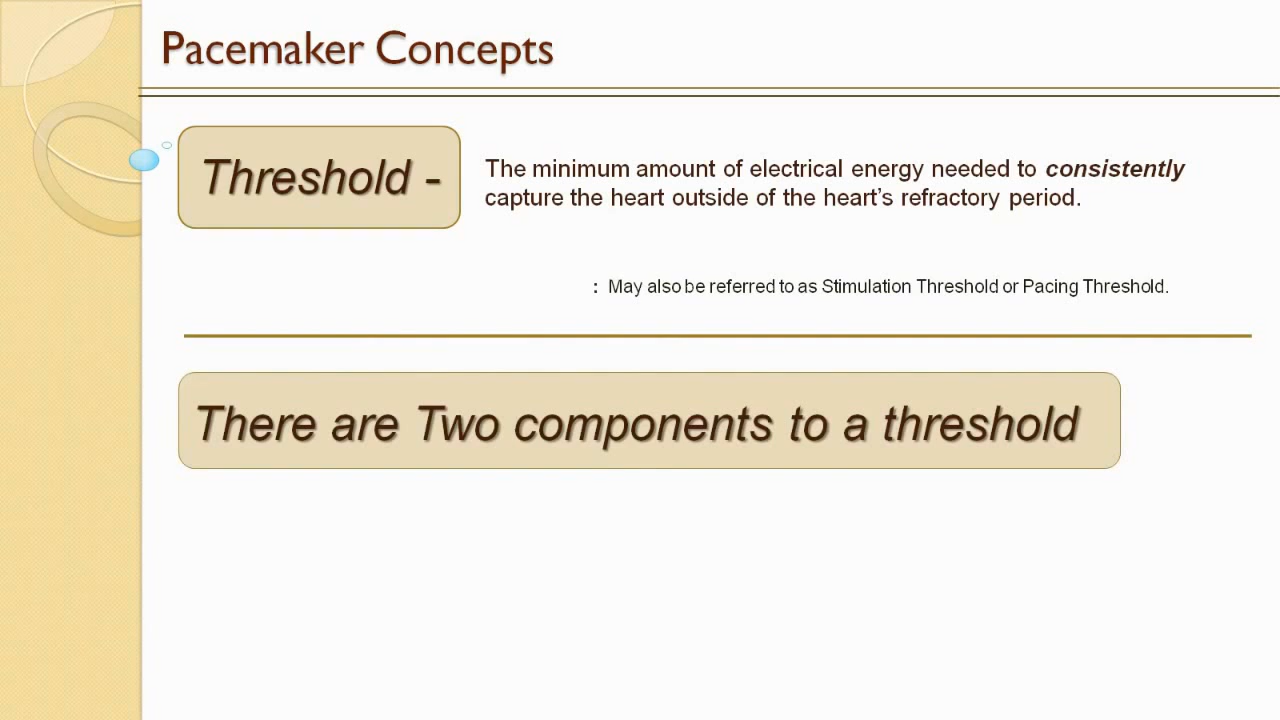 Pacemaker Concepts
Threshold -
The minimum amount of electrical energy needed to consistently
capture the heart outside of the heart’s refractory period.
: May also be referred to as Stimulation Threshold or Pacing Threshold.
There are Two components to a threshold